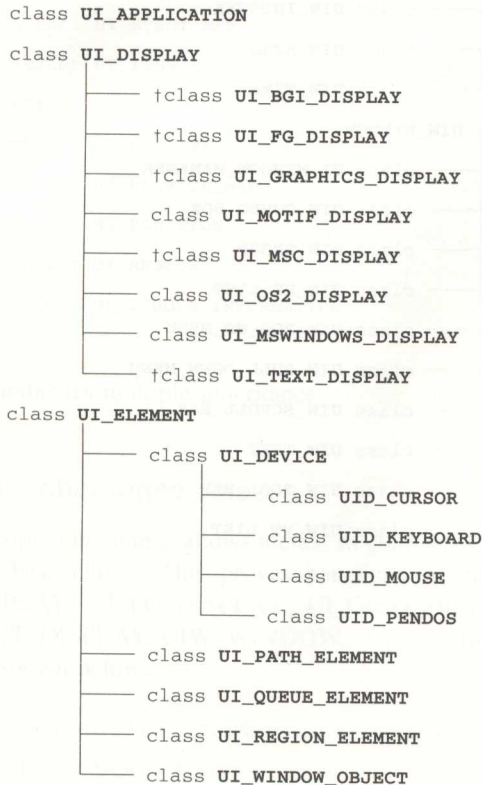 class UI_APPLICATION
class UI_DISPLAY
†class UI_BGI_DISPLAY
†class UI_FG_DISPLAY
†class UI_GRAPHICS_DISPLAY
class UI_MOTIF_DISPLAY
†class UI_MSC_DISPLAY
class UI_OS2_DISPLAY
class UI_MSWINDOWS_DISPLAY
†class UI_TEXT_DISPLAY
class UI_ELEMENT
class UI_DEVICE
class UID_CURSOR
class UID_KEYBOARD
class UID_MOUSE
class UID_PENDOS
class UI_PATH_ELEMENT
class UI_QUEUE_ELEMENT
class UI_REGION_ELEMENT
class UI_WINDOW_OBJECT